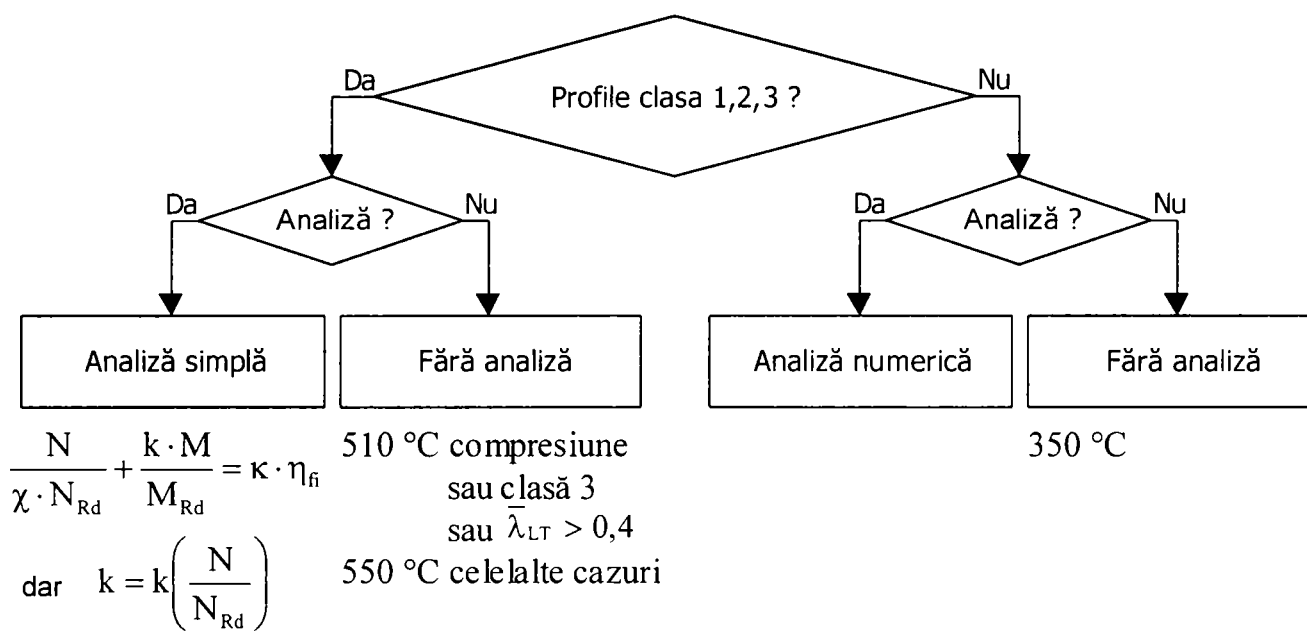 Profile clasa 1,2,3 ?
Da
Nu
Analiză ?
Da
Nu
Analiză ?
Da
Nu
Analiză simplă
Fără analiză
Analiză numerică
Fără analiză
N / (χ · N_Rd) + (k · M) / M_Rd = κ · η_fi
dar k = k(N / N_Rd)
510 °C compresiune
sau clasă 3
sau λ̄_LT > 0,4
550 °C celelalte cazuri
350 °C